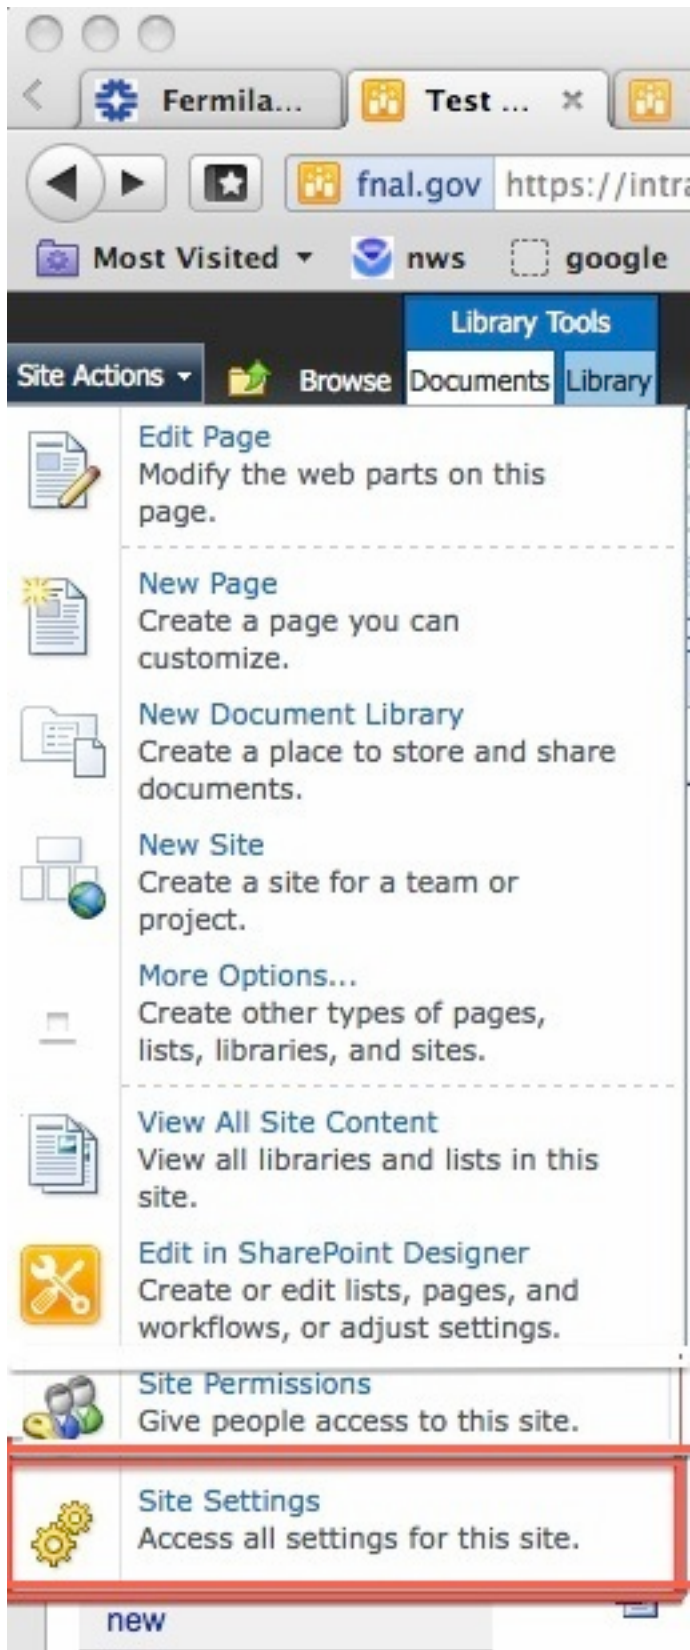 Fermila...
Test ...
fnal.gov https://intra
Most Visited nws google
Library Tools
Site Actions Browse Documents Library
Edit Page
Modify the web parts on this
page.
New Page
Create a page you can
customize.
New Document Library
Create a place to store and share
documents.
New Site
Create a site for a team or
project.
More Options...
Create other types of pages,
lists, libraries, and sites.
View All Site Content
View all libraries and lists in this
site.
Edit in SharePoint Designer
Create or edit lists, pages, and
workflows, or adjust settings.
Site Permissions
Give people access to this site.
Site Settings
Access all settings for this site.
new